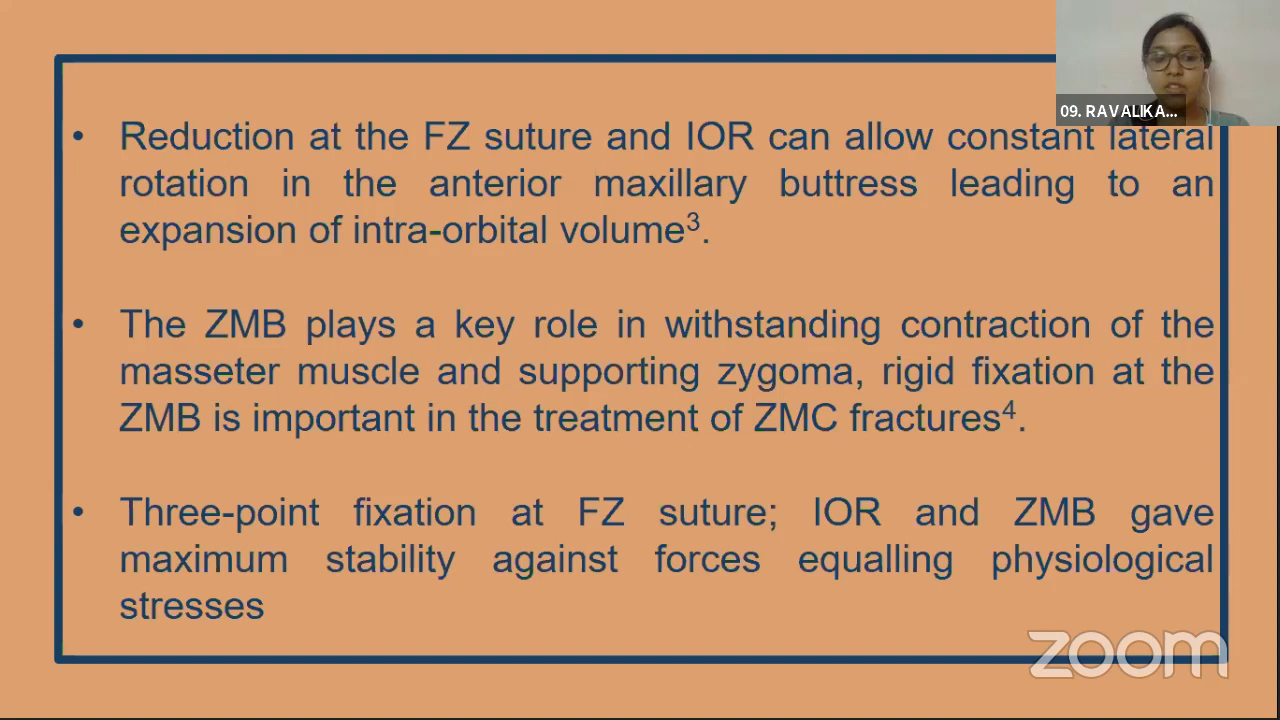 09. RAVALIKA...
• Reduction at the FZ suture and IOR can allow constant lateral
rotation in the anterior maxillary buttress leading to an
expansion of intra-orbital volume³.
• The ZMB plays a key role in withstanding contraction of the
masseter muscle and supporting zygoma, rigid fixation at the
ZMB is important in the treatment of ZMC fractures⁴.
• Three-point fixation at FZ suture; IOR and ZMB gave
maximum stability against forces equalling physiological
stresses
zoom